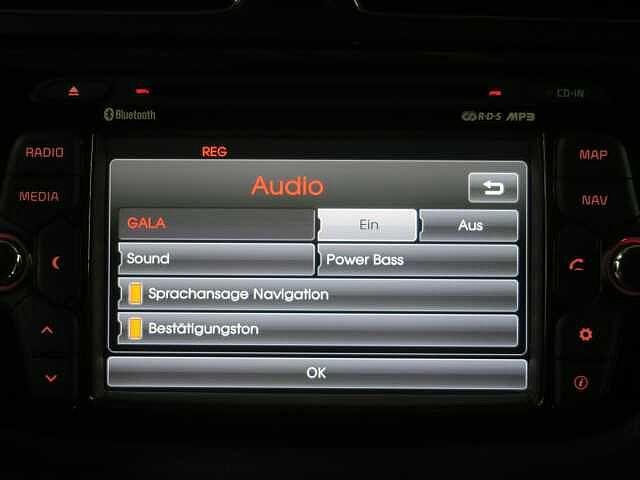 CD-IN
Bluetooth
R·D·S MP3
RADIO
REG
MAP
Audio
MEDIA
NAV
GALA Ein Aus
Sound Power Bass
Sprachansage Navigation
Bestätigungston
OK